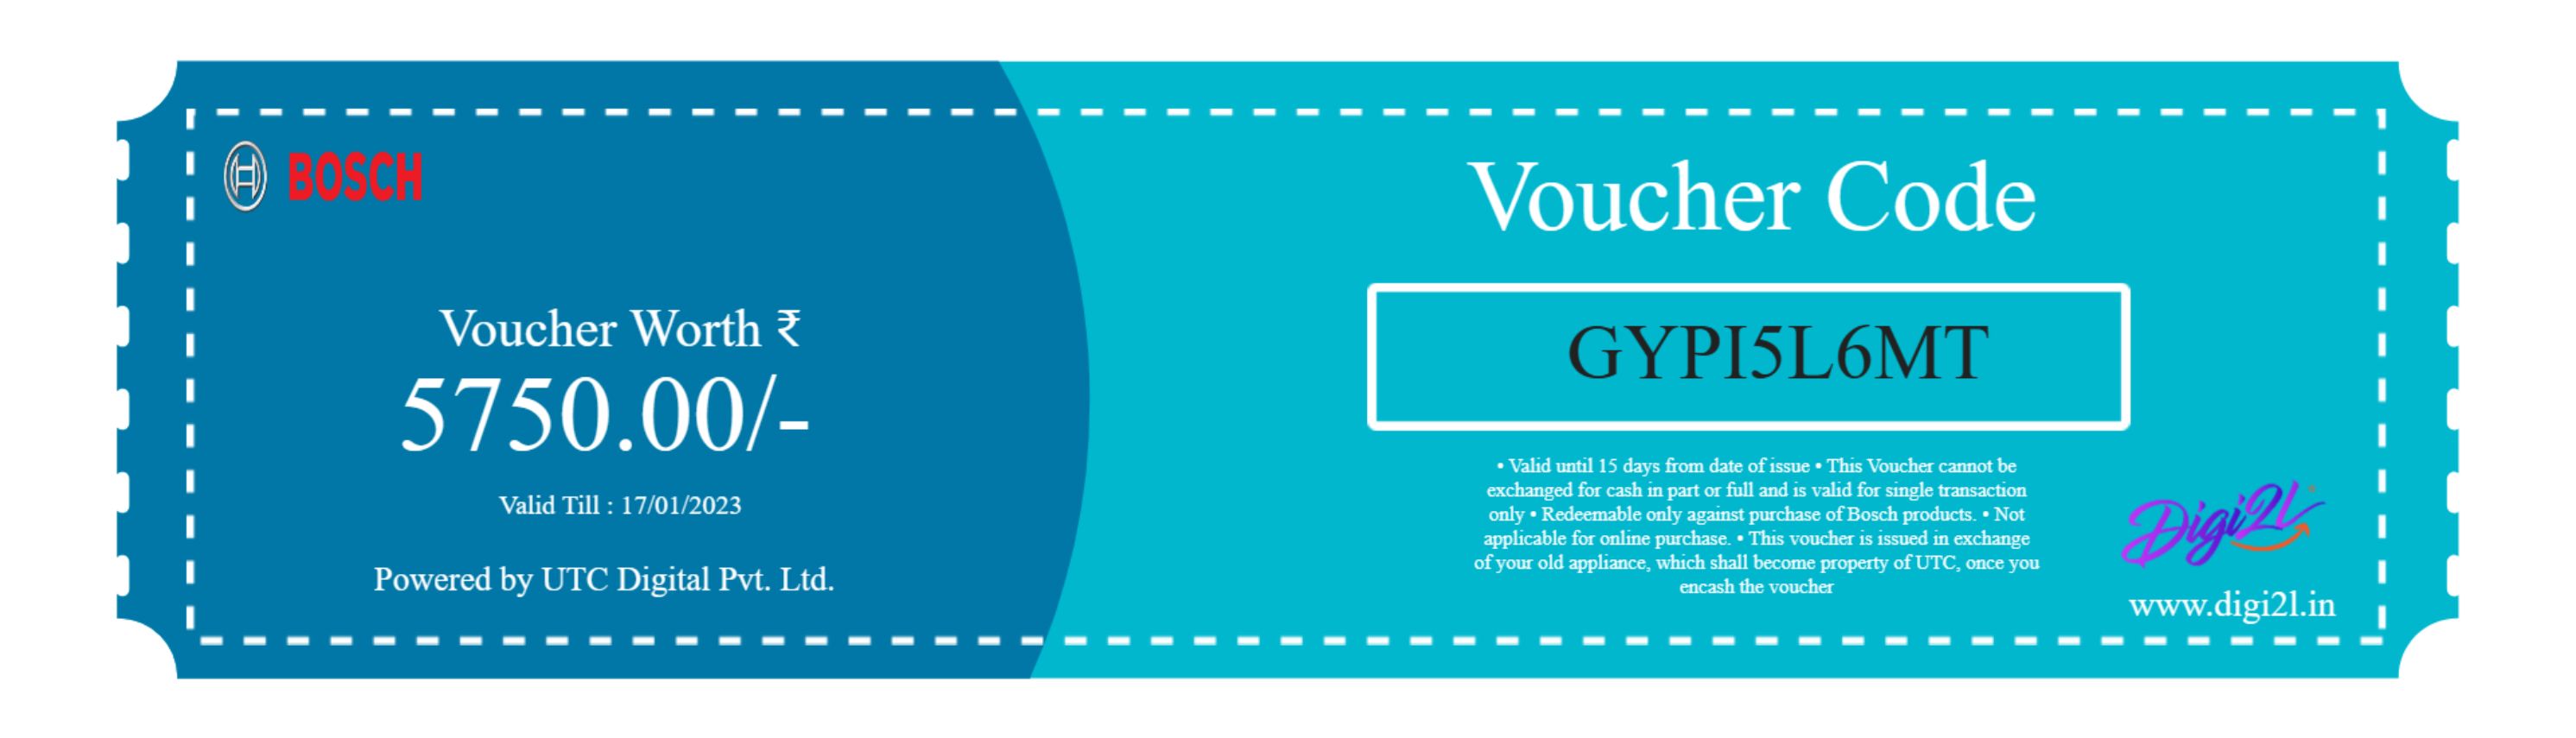 BOSCH
Voucher Worth ₹
5750.00/-
Valid Till : 17/01/2023
Powered by UTC Digital Pvt. Ltd.
Voucher Code
GYPI5L6MT
• Valid until 15 days from date of issue • This Voucher cannot be
exchanged for cash in part or full and is valid for single transaction
only • Redeemable only against purchase of Bosch products. • Not
applicable for online purchase. • This voucher is issued in exchange
of your old appliance, which shall become property of UTC, once you
encash the voucher
Digi2L
www.digi2l.in